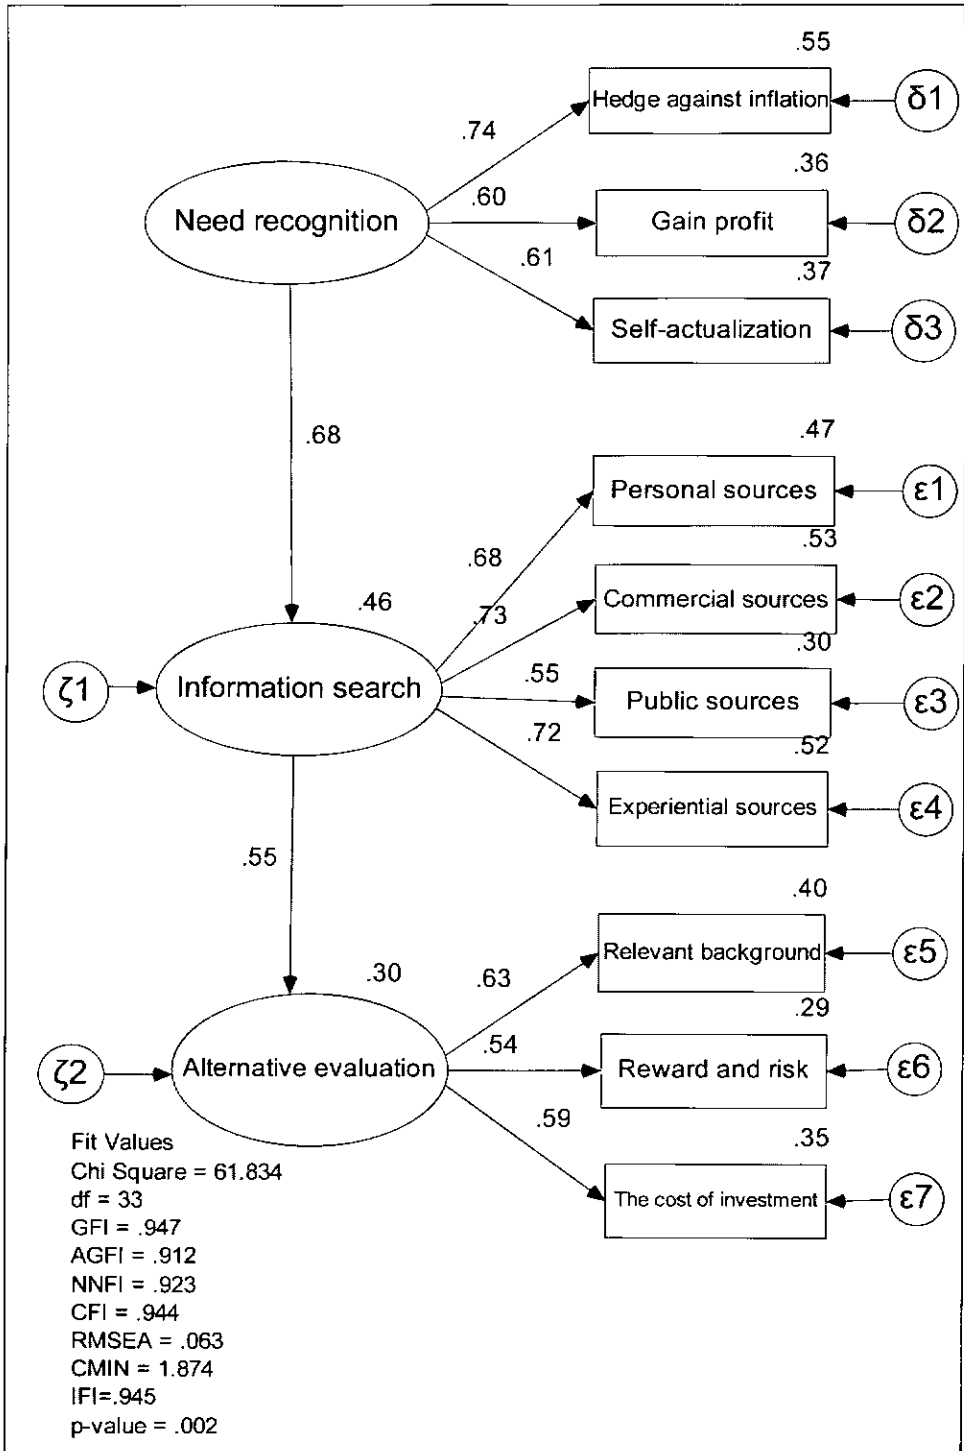 .55
Hedge against inflation
δ1
.74
.36
.60
Need recognition
Gain profit
δ2
.61
.37
Self-actualization
δ3
.68
.47
Personal sources
ε1
.68
.53
.46
.73
Commercial sources
ε2
.30
ζ1
Information search
.55
Public sources
ε3
.72
.52
Experiential sources
ε4
.55
.40
.30
.63
Relevant background
ε5
.29
ζ2
Alternative evaluation
.54
Reward and risk
ε6
.59
.35
The cost of investment
ε7
Fit Values
Chi Square = 61.834
df = 33
GFI = .947
AGFI = .912
NNFI = .923
CFI = .944
RMSEA = .063
CMIN = 1.874
IFI=.945
p-value = .002